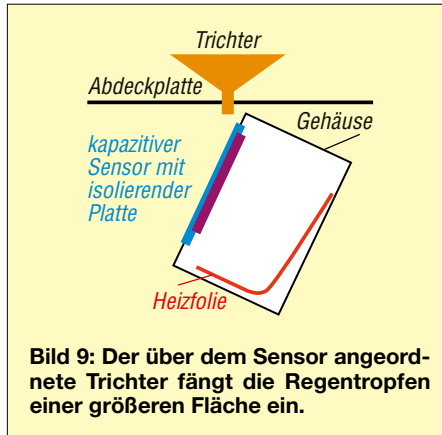 Trichter
Abdeckplatte
Gehäuse
kapazitiver
Sensor mit
isolierender
Platte
Heizfolie
Bild 9: Der über dem Sensor angeord-
nete Trichter fängt die Regentropfen
einer größeren Fläche ein.